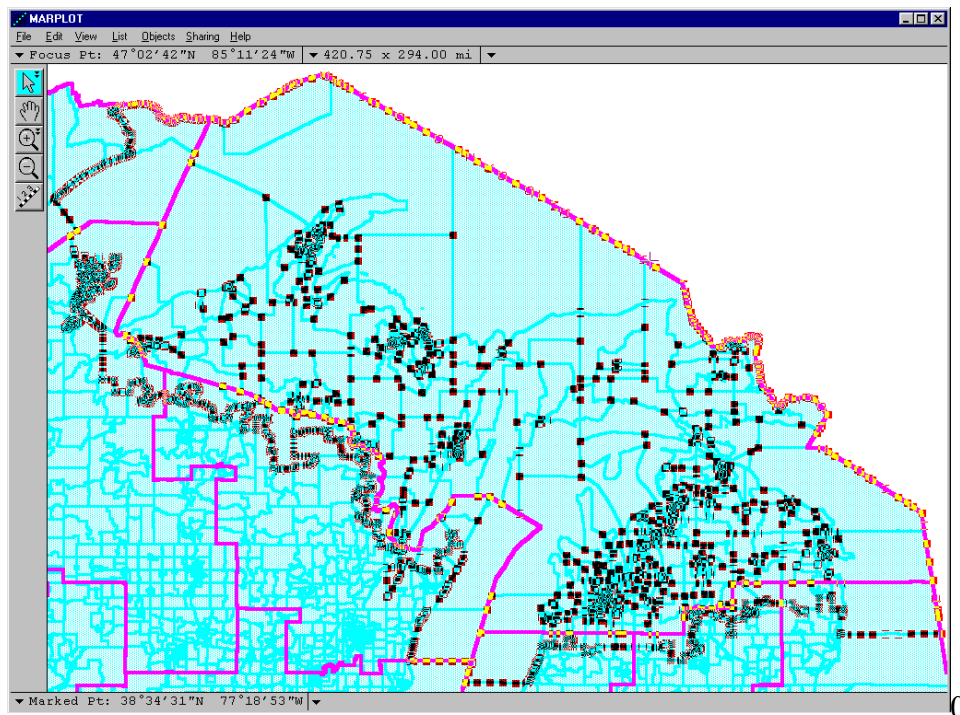 MARPLOT
File Edit View List Objects Sharing Help
Focus Pt: 47°02'42"N 85°11'24"W 420.75 x 294.00 mi
Marked Pt: 38°34'31"N 77°18'53"W